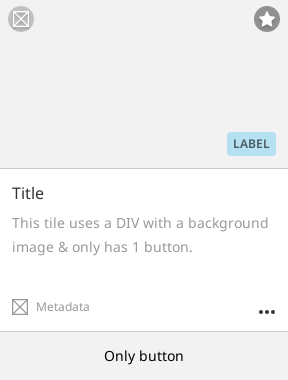 LABEL
Title
This tile uses a DIV with a background
image & only has 1 button.
Metadata
Only button